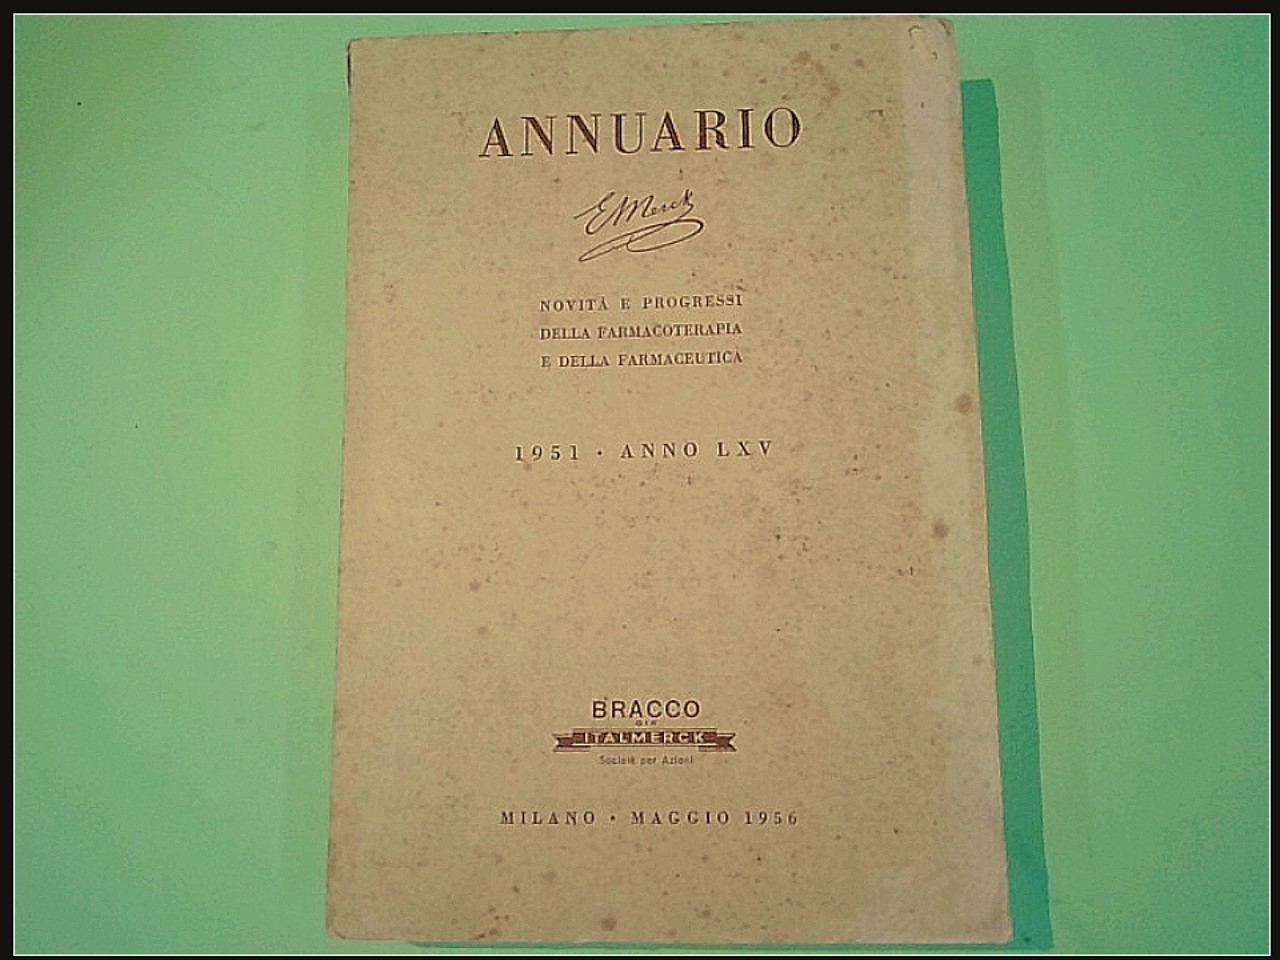 ANNUARIO
E Merck
NOVITÀ E PROGRESSI
DELLA FARMACOTERAPIA
E DELLA FARMACEUTICA
1951 · ANNO LXV
BRACCO
GIÀ
ITALMERCK
Società per Azioni
MILANO · MAGGIO 1956